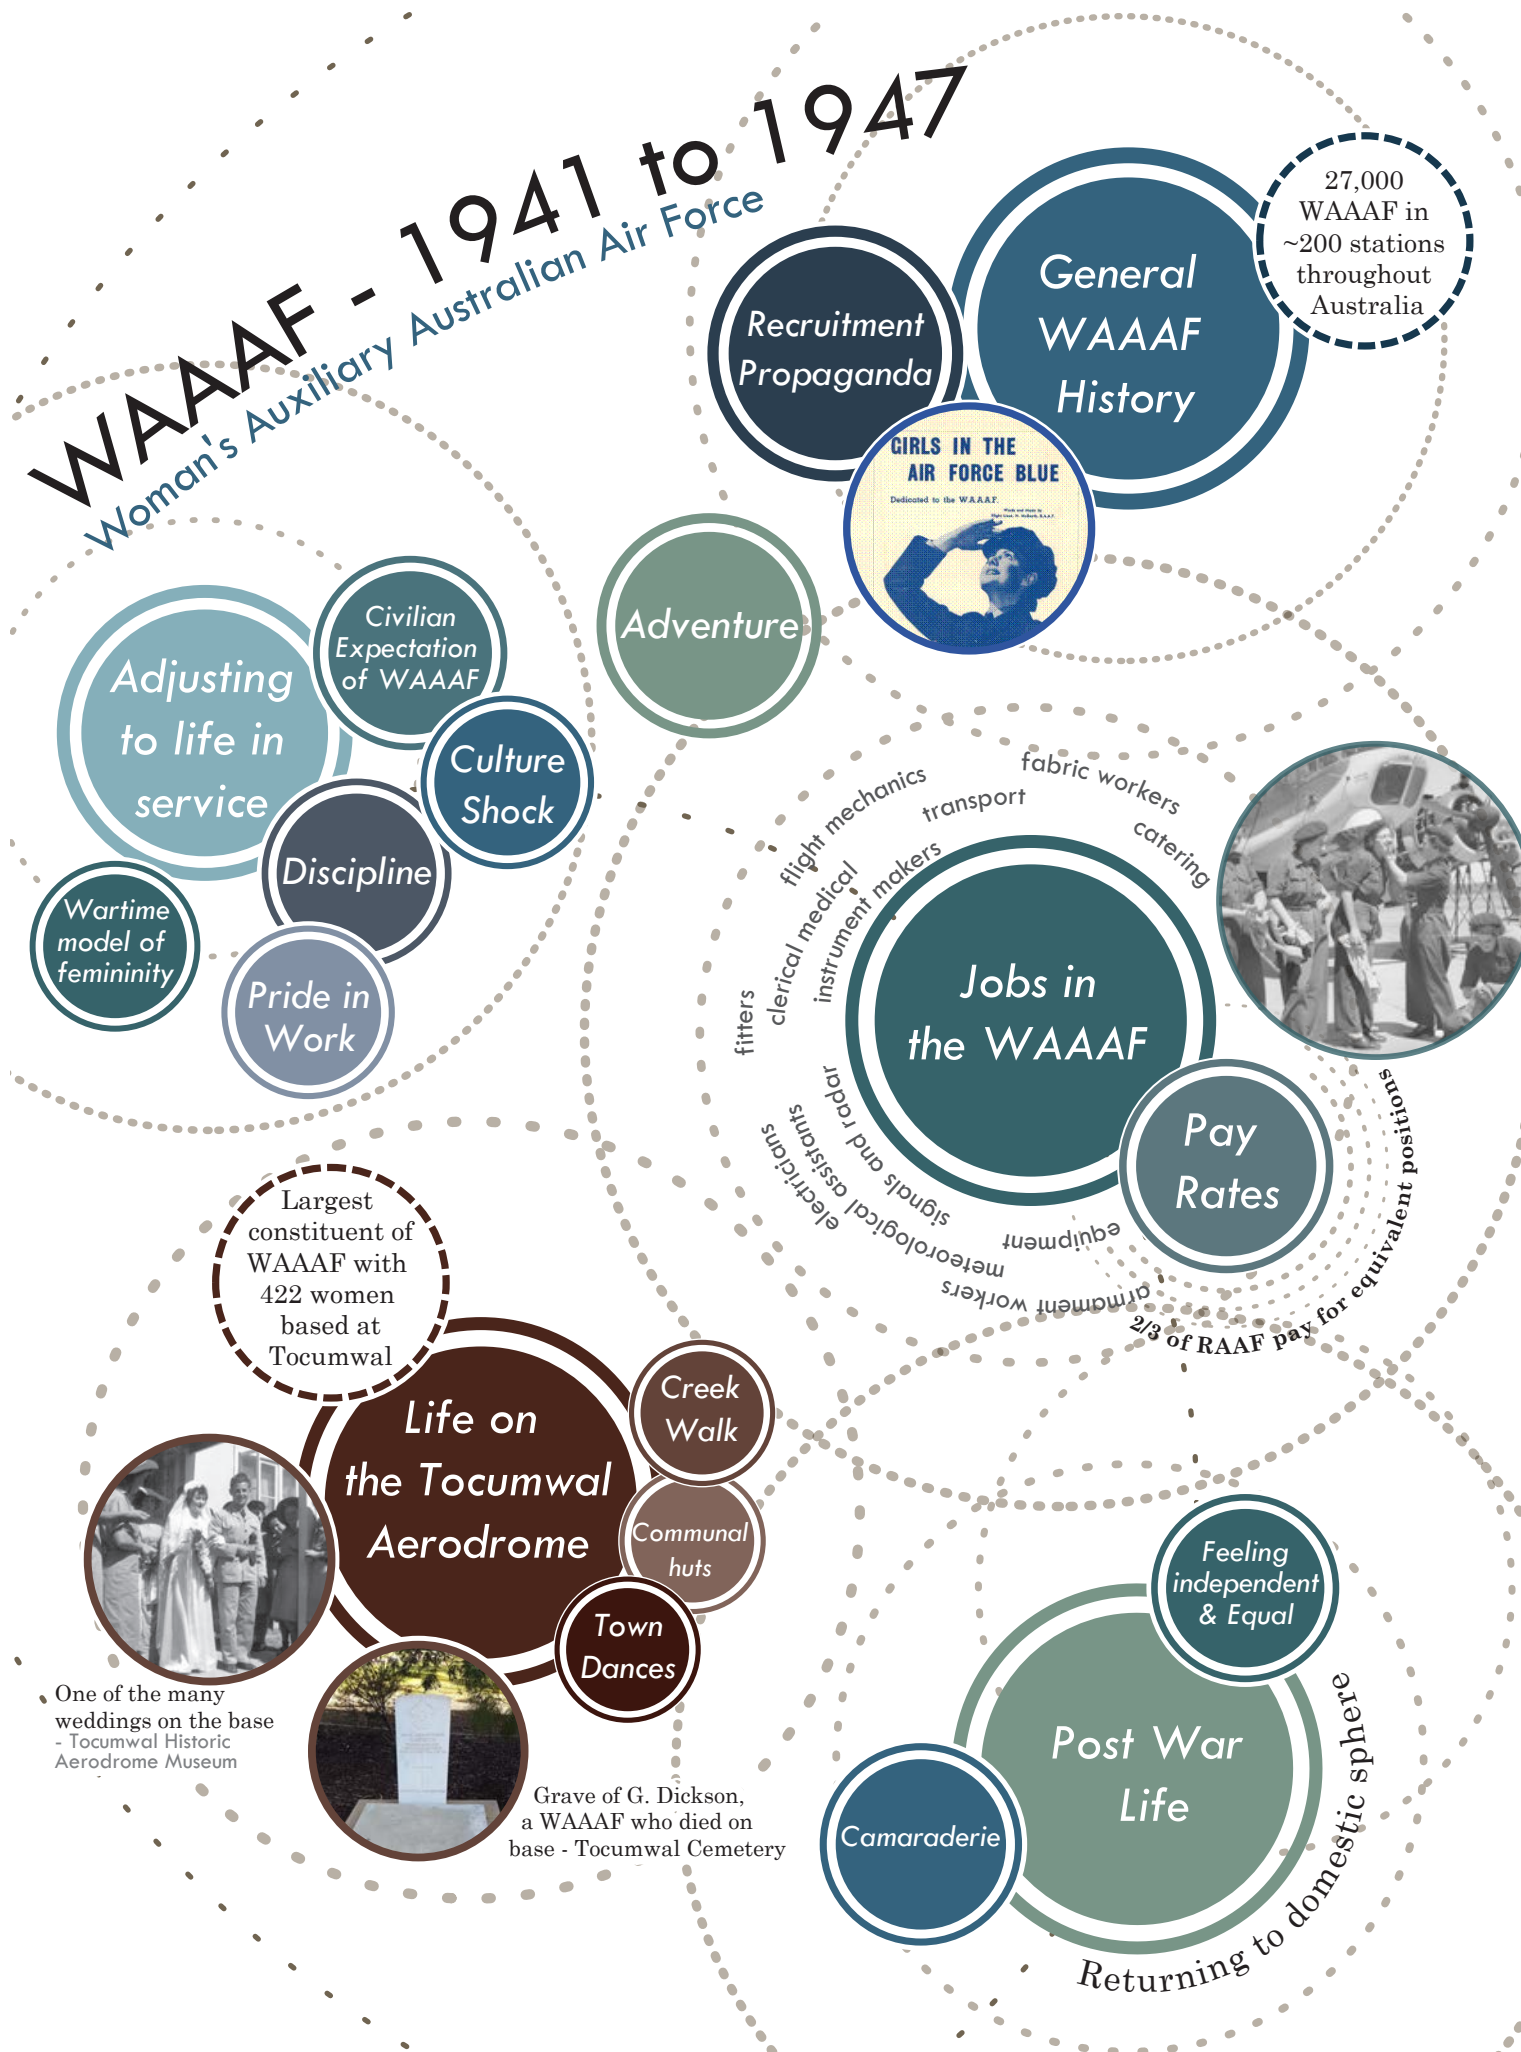 WAAAF - 1941 to 1947
Woman's Auxiliary Australian Air Force
27,000
WAAAF in
~200 stations
throughout
Australia
General
WAAAF
History
Recruitment
Propaganda
GIRLS IN THE
AIR FORCE BLUE
Dedicated to the W.A.A.A.F.
Words and Music by
Adventure
Adjusting
to life in
service
Civilian
Expectation
of WAAAF
Culture
Shock
Discipline
Wartime
model of
femininity
Pride in
Work
Jobs in
the WAAAF
fabric workers
transport
flight mechanics
catering
instrument makers
clerical medical
fitters
signals and radar
meteorological assistants
electricians
equipment
armament workers
Pay
Rates
2/3 of RAAF pay for equivalent positions
Largest
constituent of
WAAAF with
422 women
based at
Tocumwal
Life on
the Tocumwal
Aerodrome
Creek
Walk
Communal
huts
Town
Dances
One of the many
weddings on the base
- Tocumwal Historic
Aerodrome Museum
Grave of G. Dickson,
a WAAAF who died on
base - Tocumwal Cemetery
Feeling
independent
& Equal
Post War
Life
Camaraderie
Returning to domestic sphere